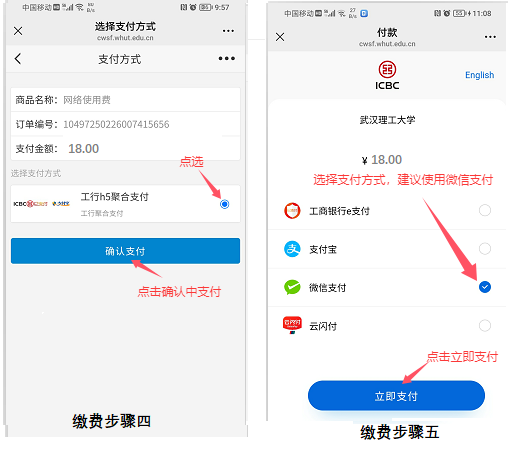 中国移动 9:57
选择支付方式
cwsf.whut.edu.cn
支付方式
商品名称： 网络使用费
订单编号： 10497250226007415656
支付金额： 18.00
点选
选择支付方式
ICBC
工行h5聚合支付
工行聚合支付
确认支付
点击确认中支付
缴费步骤四
中国移动 11:08
付款
cwsf.whut.edu.cn
ICBC
English
武汉理工大学
¥ 18.00
选择支付方式，建议使用微信支付
工商银行e支付
支付宝
微信支付
云闪付
点击立即支付
立即支付
缴费步骤五